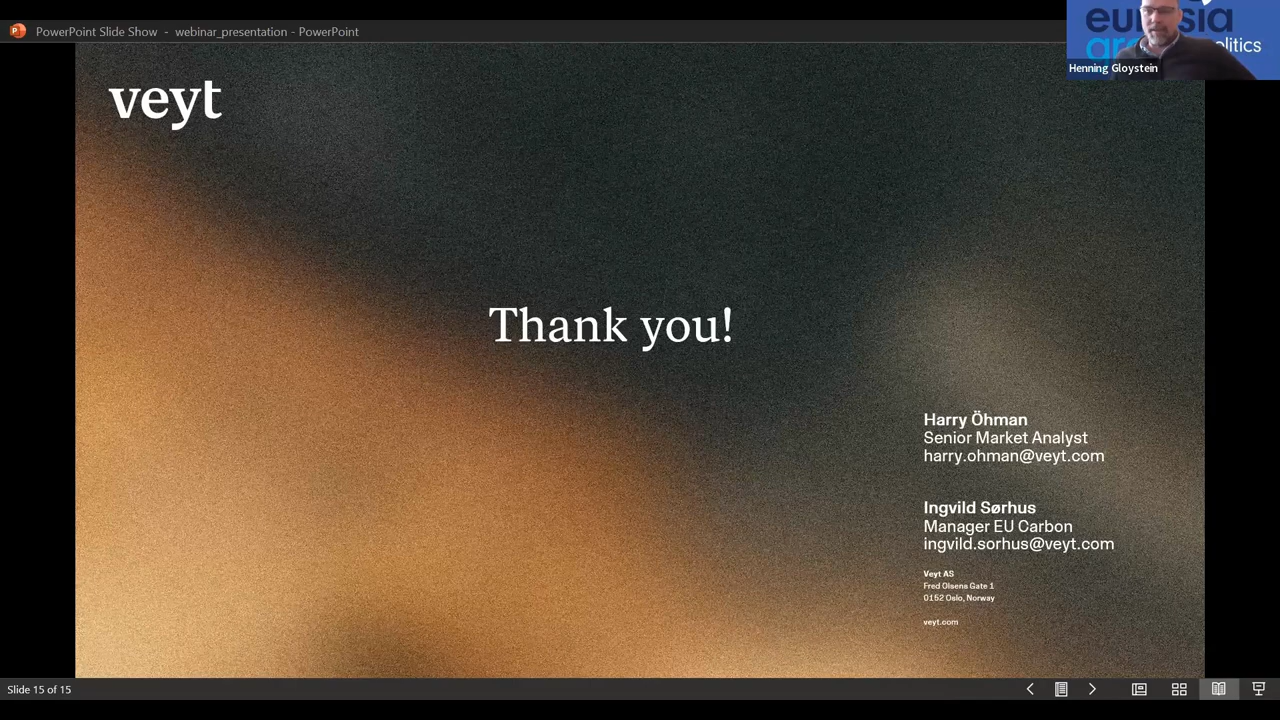 PowerPoint Slide Show - webinar_presentation - PowerPoint
Henning Gloystein
veyt
Thank you!
Harry Öhman
Senior Market Analyst
harry.ohman@veyt.com
Ingvild Sørhus
Manager EU Carbon
ingvild.sorhus@veyt.com
Veyt AS
Fred Olsens Gate 1
0152 Oslo, Norway
veyt.com
Slide 15 of 15